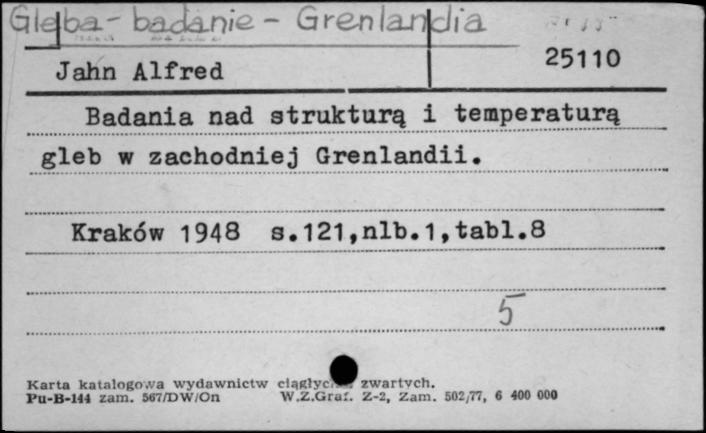 Gleba - badanie - Grenlandia
25110
Jahn Alfred
Badania nad strukturą i temperaturą
gleb w zachodniej Grenlandii.
Kraków 1948 s.121,nlb.1,tabl.8
5
Karta katalogowa wydawnictw zwartych.
Pu-B-144 zam. 567/DW/On W.Z.Graf. Z-2, Zam. 502/77, 6 400 000